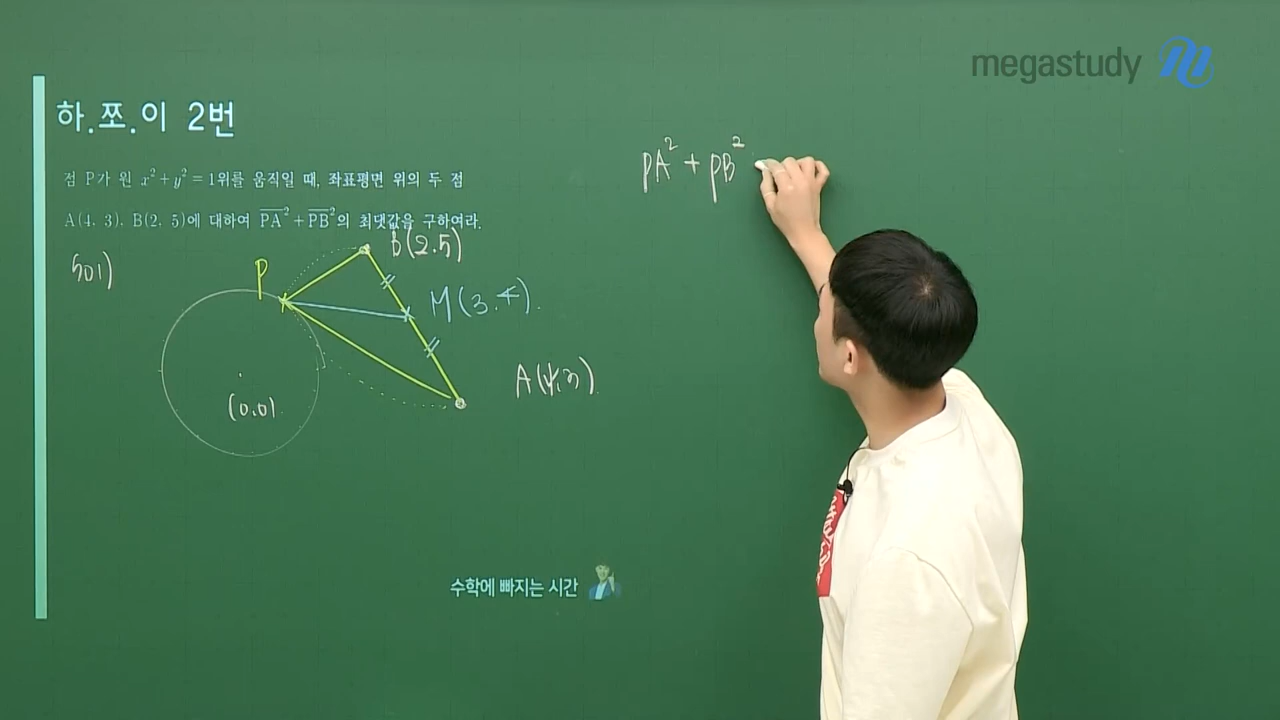 megastudy
하.쪼.이 2번
점 P가 원 x² + y² = 1위를 움직일 때, 좌표평면 위의 두 점
A(4, 3), B(2, 5)에 대하여 PA² + PB²의 최댓값을 구하여라.
PA² + PB²
B(2.5)
P
M(3.4).
A(4,3)
(0.0)
수학에 빠지는 시간